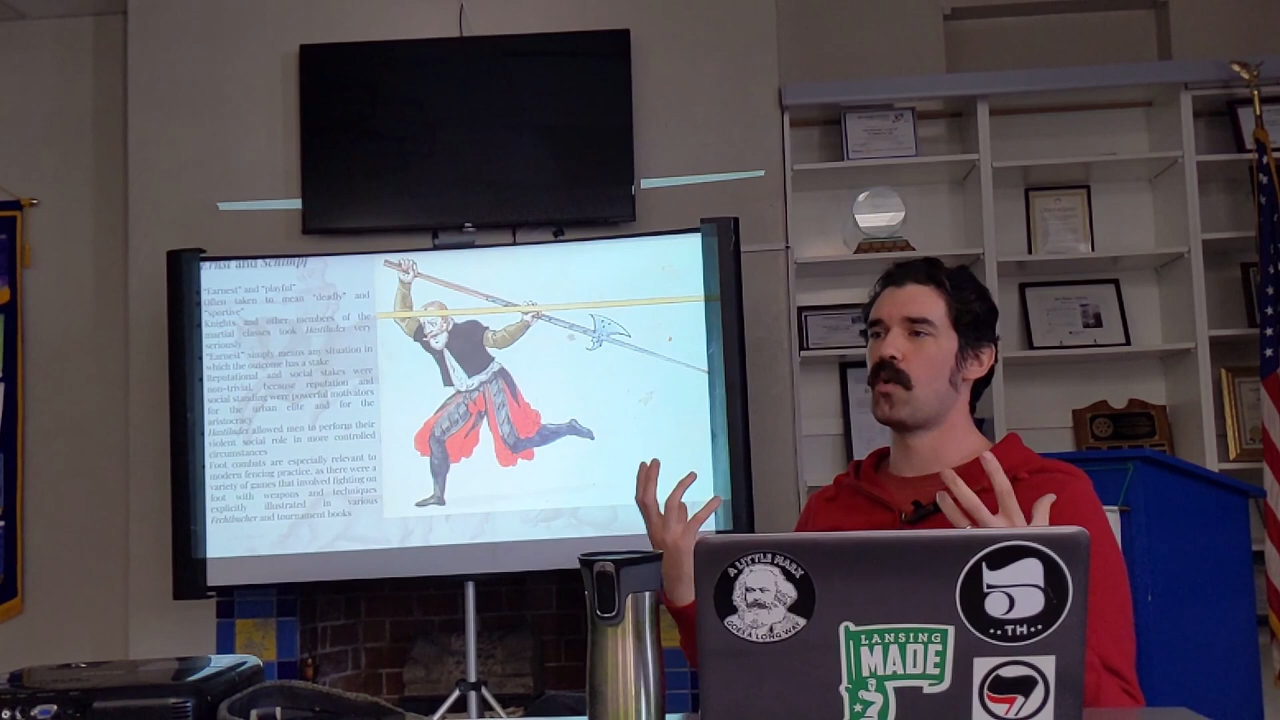 Ernst and Schimpf
"Earnest" and "playful"
Often taken to mean "deadly" and
"sportive"
Knights and other members of the
martial classes took Hastiludes very
seriously
"Earnest" simply means any situation in
which the outcome has a stake
Reputational and social stakes were
non-trivial, because reputation and
social standing were powerful motivators
for the urban elite and for the
aristocracy
Hastiludes allowed men to perform their
violent social role in more controlled
circumstances
Foot combats are especially relevant to
modern fencing practice, as there were a
variety of games that involved fighting on
foot with weapons and techniques
explicitly illustrated in various
Fechtbucher and tournament books
A LITTLE MARX
GOES A LONG WAY
LANSING
MADE
5
TH